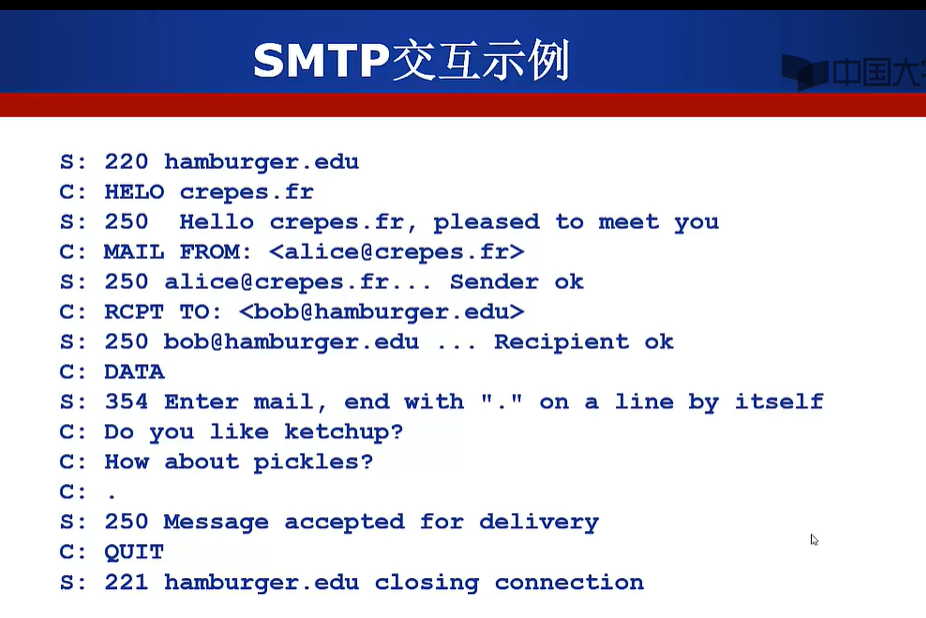 SMTP交互示例
中国大
S: 220 hamburger.edu
C: HELO crepes.fr
S: 250  Hello crepes.fr, pleased to meet you
C: MAIL FROM: <alice@crepes.fr>
S: 250 alice@crepes.fr... Sender ok
C: RCPT TO: <bob@hamburger.edu>
S: 250 bob@hamburger.edu ... Recipient ok
C: DATA
S: 354 Enter mail, end with "." on a line by itself
C: Do you like ketchup?
C: How about pickles?
C: .
S: 250 Message accepted for delivery
C: QUIT
S: 221 hamburger.edu closing connection